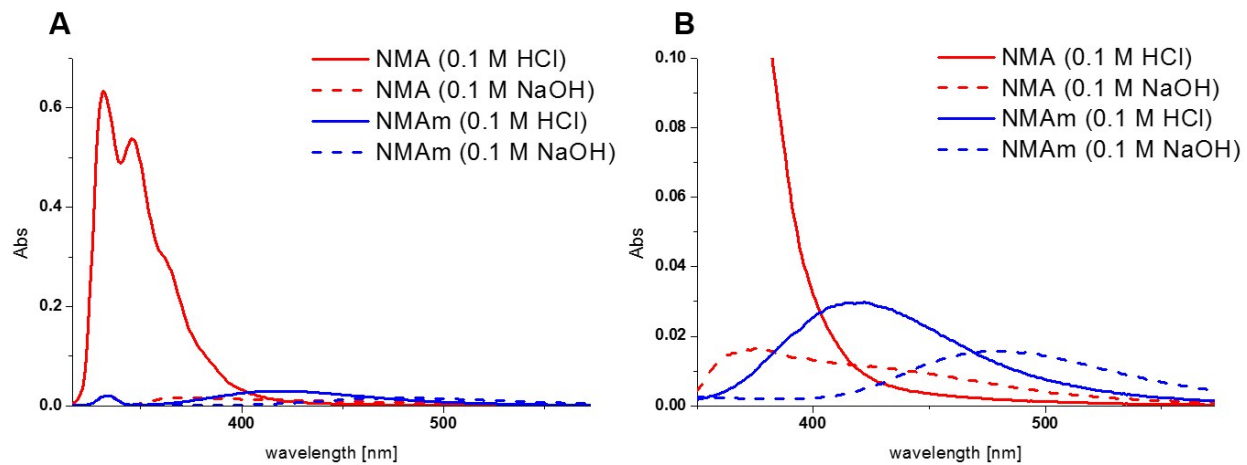 A
NMA (0.1 M HCl)
NMA (0.1 M NaOH)
NMAm (0.1 M HCl)
NMAm (0.1 M NaOH)
0.6
0.4
0.2
0.0
Abs
400
500
wavelength [nm]
B
NMA (0.1 M HCl)
NMA (0.1 M NaOH)
NMAm (0.1 M HCl)
NMAm (0.1 M NaOH)
0.10
0.08
0.06
0.04
0.02
0.00
Abs
400
500
wavelength [nm]